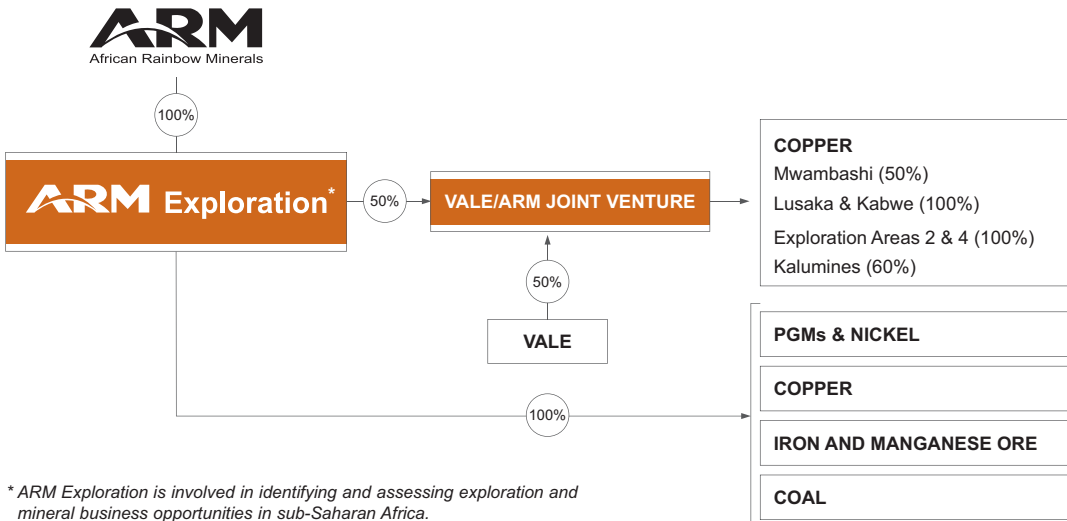 ARM
African Rainbow Minerals
100%
ARM Exploration*
50%
VALE/ARM JOINT VENTURE
COPPER
Mwambashi (50%)
Lusaka & Kabwe (100%)
Exploration Areas 2 & 4 (100%)
Kalumines (60%)
50%
VALE
100%
PGMs & NICKEL
COPPER
IRON AND MANGANESE ORE
COAL
* ARM Exploration is involved in identifying and assessing exploration and
mineral business opportunities in sub-Saharan Africa.